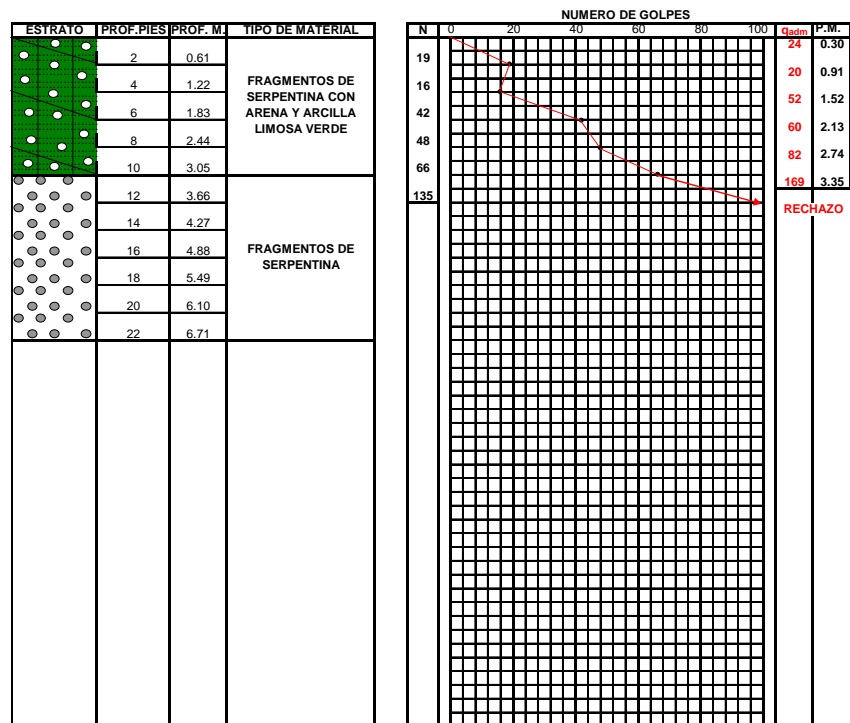 NUMERO DE GOLPES
ESTRATO PROF.PIES PROF. M. TIPO DE MATERIAL N 0 20 40 60 80 100 qadm P.M.
24 0.30
2 0.61 19
20 0.91
4 1.22 16
52 1.52
6 1.83 42
60 2.13
8 2.44 48
82 2.74
10 3.05 66
169 3.35
FRAGMENTOS DE
SERPENTINA CON
ARENA Y ARCILLA
LIMOSA VERDE
12 3.66 135
RECHAZO
14 4.27
16 4.88
18 5.49
20 6.10
22 6.71
FRAGMENTOS DE
SERPENTINA